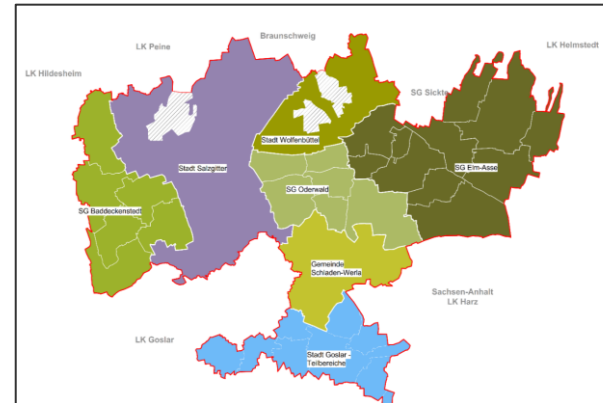 Braunschweig
LK Peine
LK Helmstedt
LK Hildesheim
SG Sickte
Stadt Wolfenbüttel
Stadt Salzgitter
SG Elm-Asse
SG Oderwald
SG Baddeckenstedt
Gemeinde
Schladen-Werla
Sachsen-Anhalt
LK Harz
LK Goslar
Stadt Goslar -
Teilbereiche